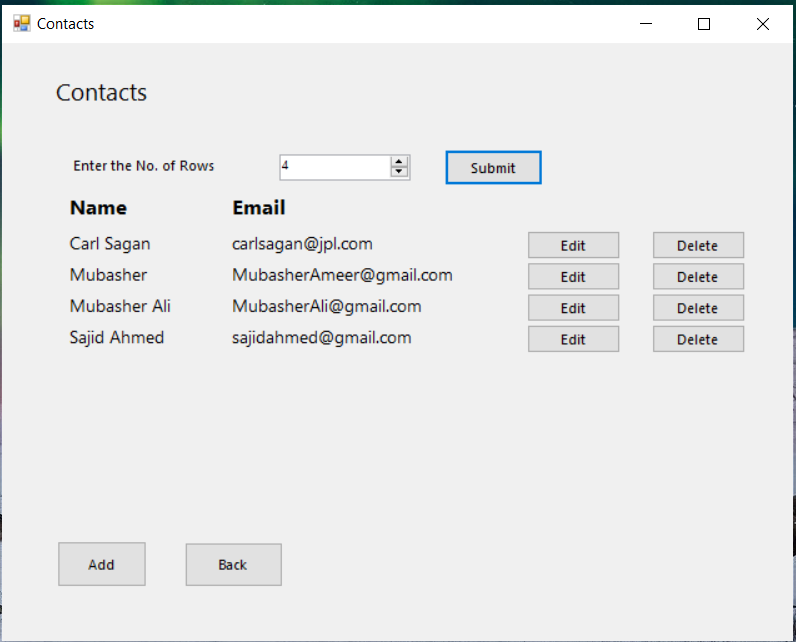 Contacts
Contacts
Enter the No. of Rows 4 Submit
Name Email
Carl Sagan carlsagan@jpl.com Edit Delete
Mubasher MubasherAmeer@gmail.com Edit Delete
Mubasher Ali MubasherAli@gmail.com Edit Delete
Sajid Ahmed sajidahmed@gmail.com Edit Delete
Add Back